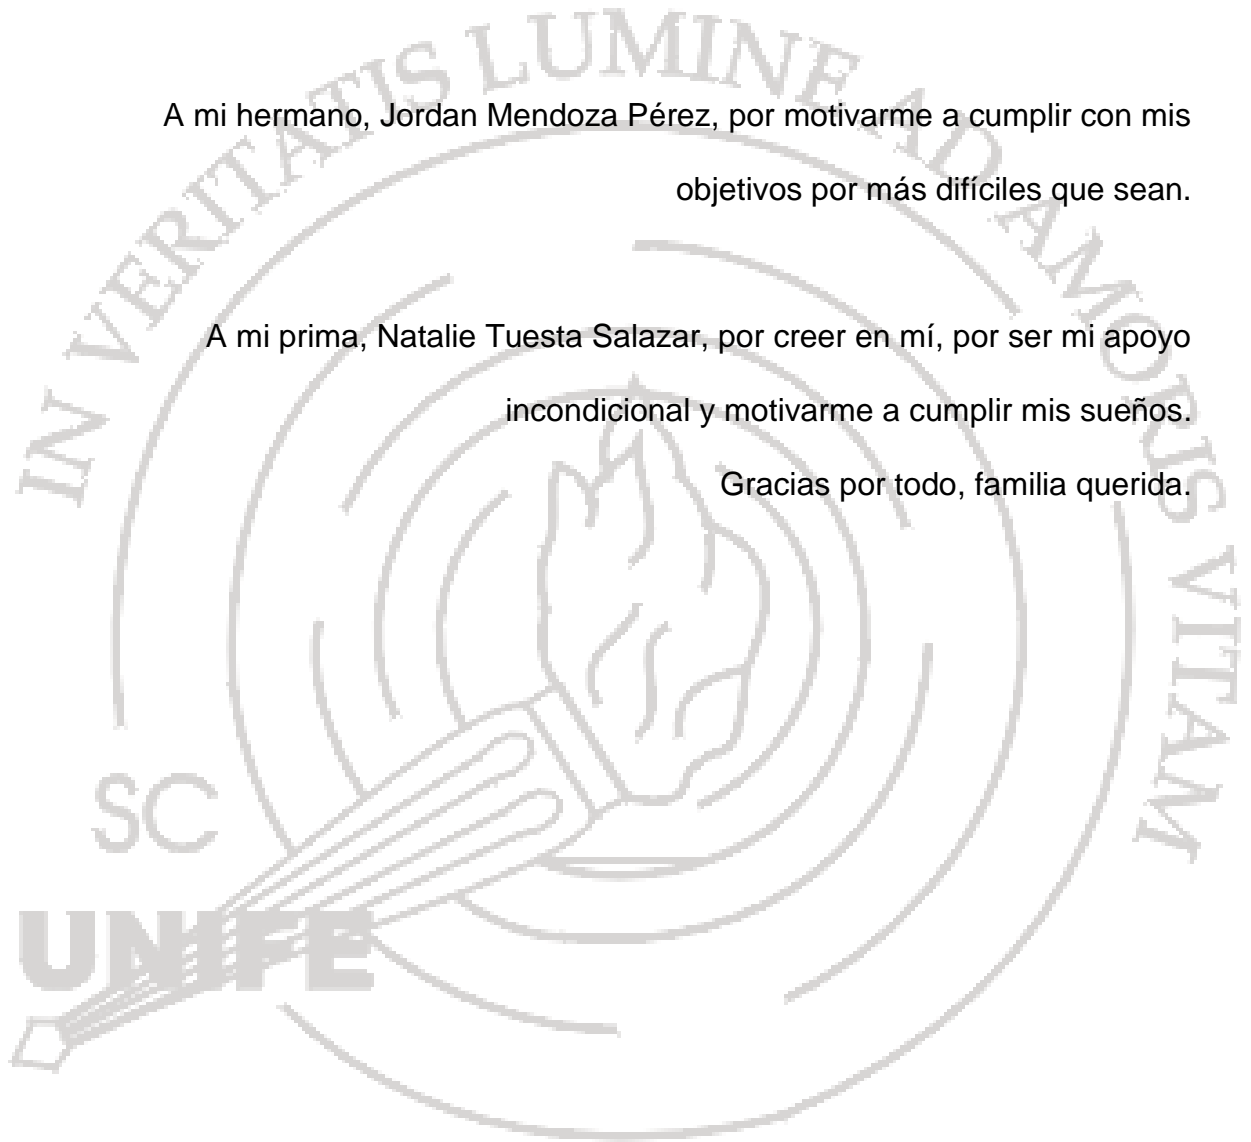 IN VERITATIS LUMINE AD AMORIS VITAM
A mi hermano, Jordan Mendoza Pérez, por motivarme a cumplir con mis
objetivos por más difíciles que sean.
A mi prima, Natalie Tuesta Salazar, por creer en mí, por ser mi apoyo
incondicional y motivarme a cumplir mis sueños.
Gracias por todo, familia querida.
SC
UNIFE